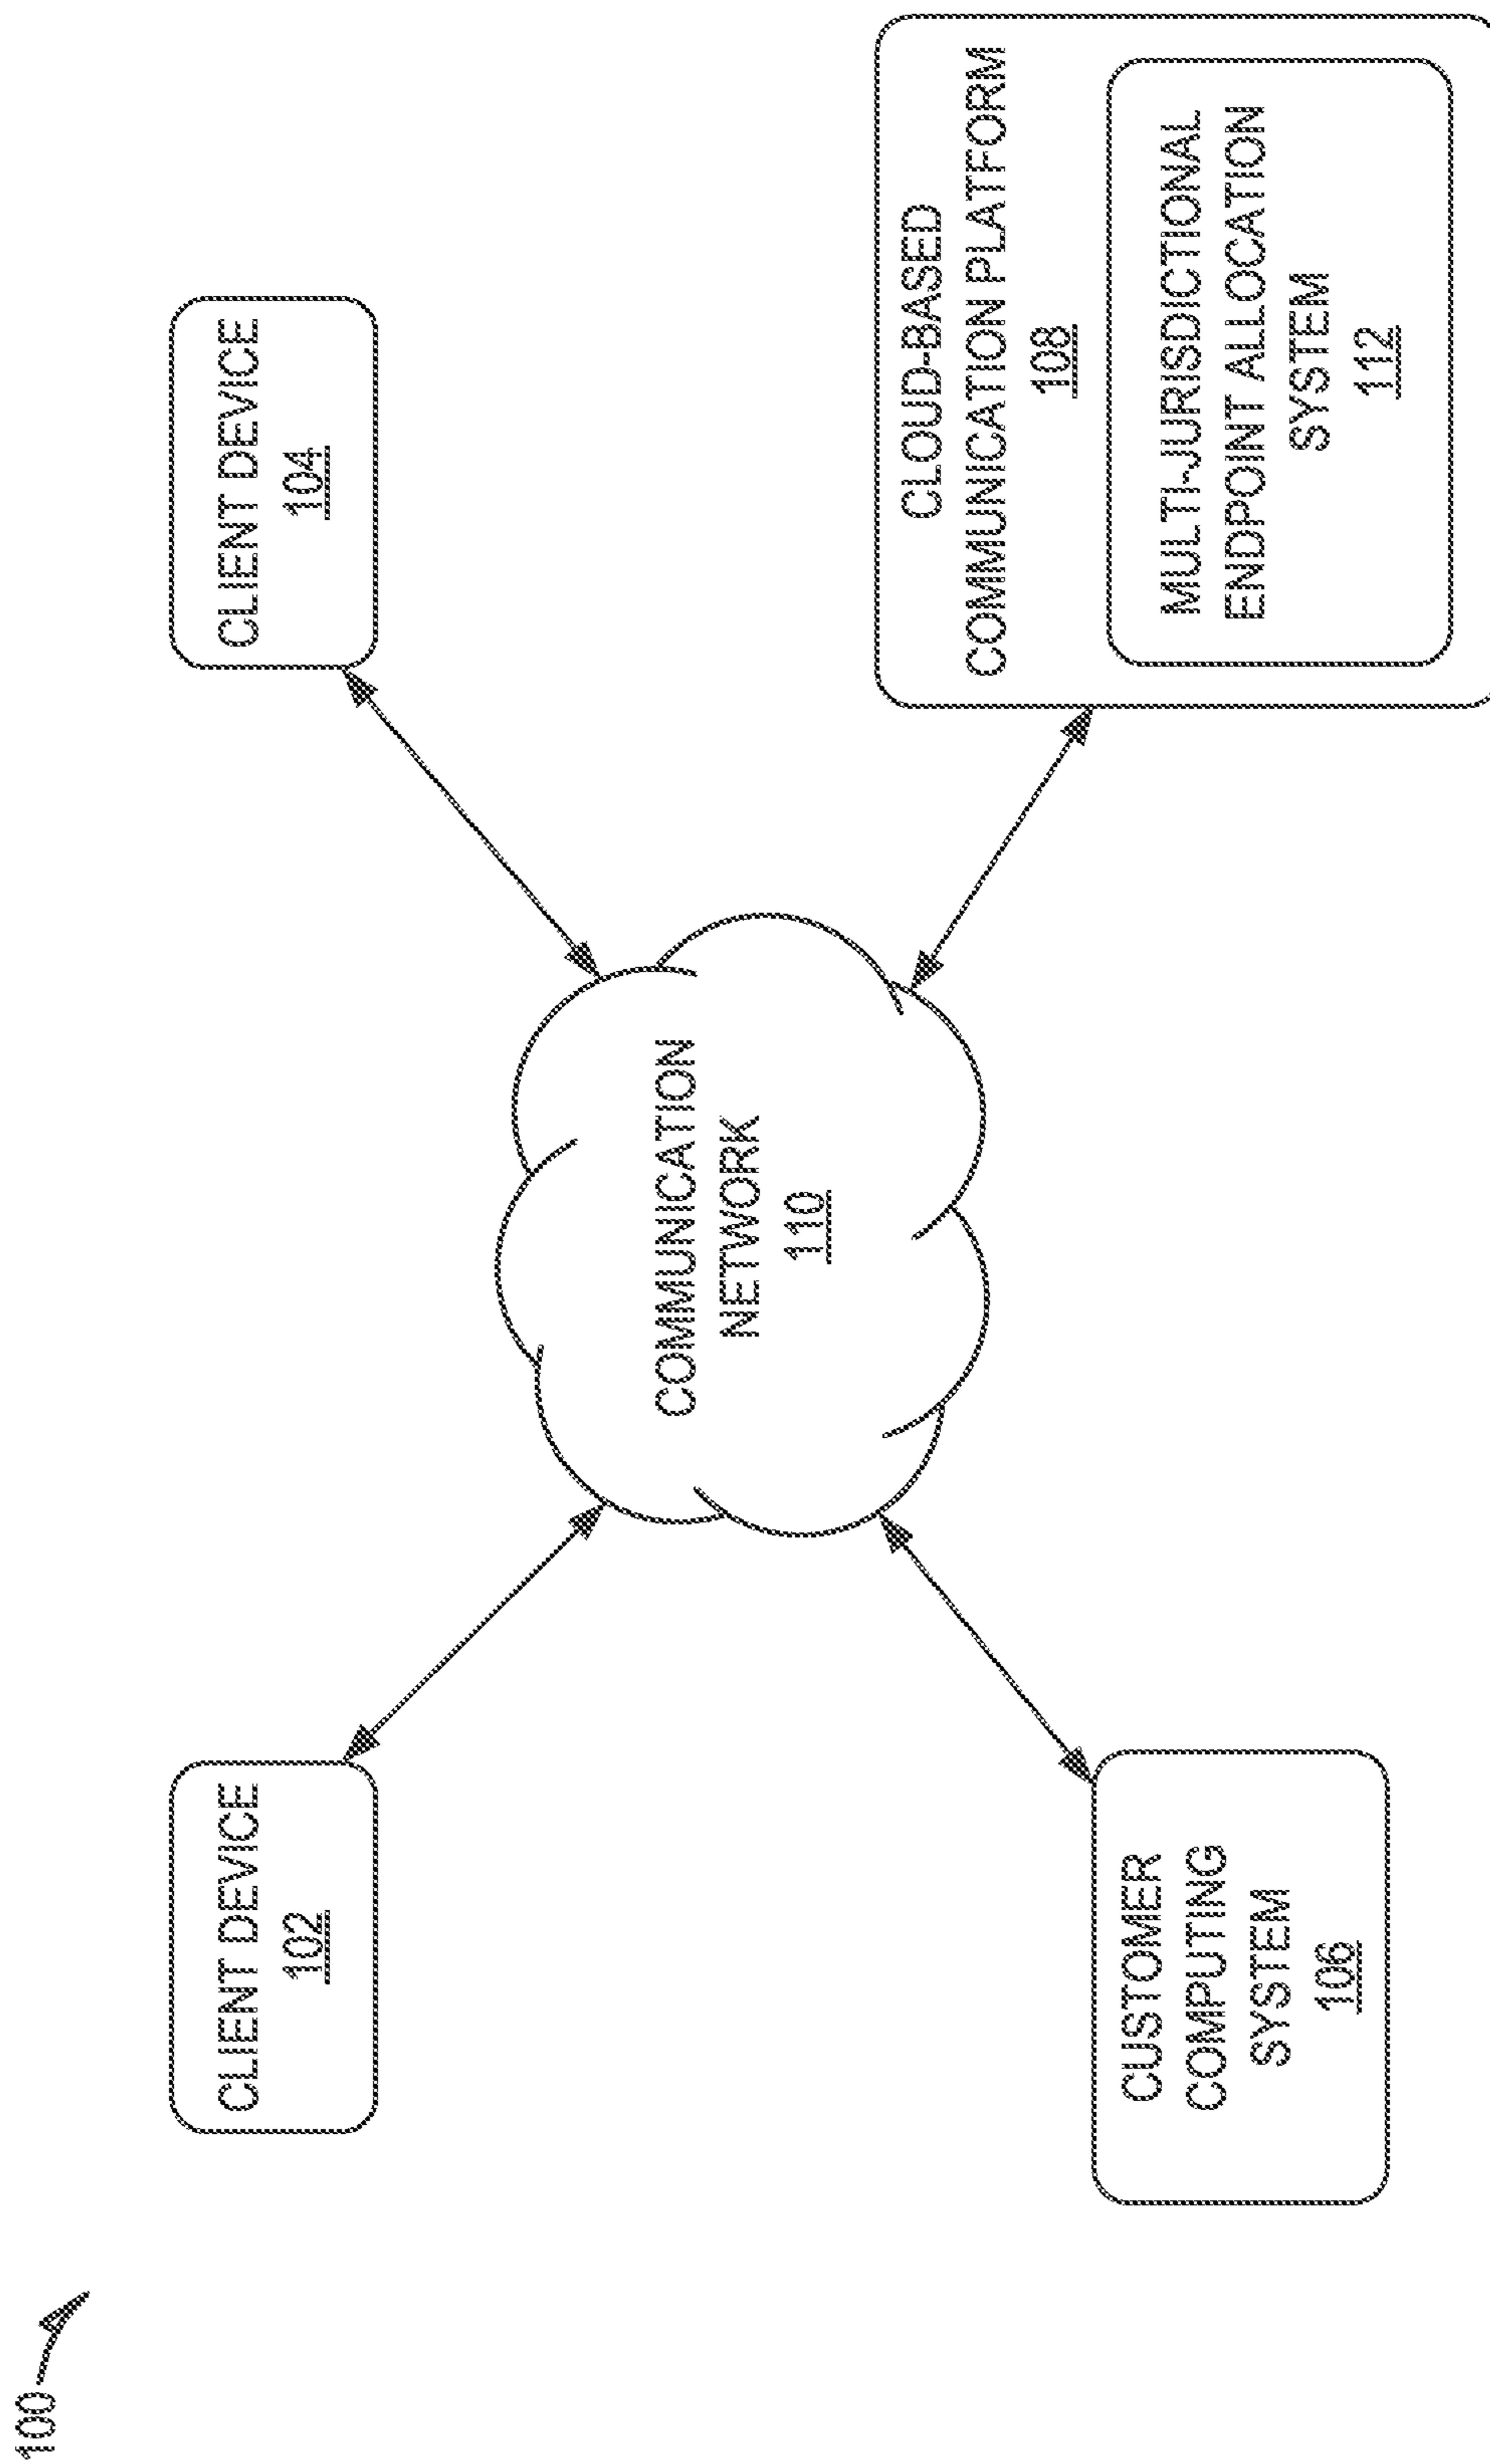 100
CLIENT DEVICE
102
CLIENT DEVICE
104
COMMUNICATION
NETWORK
110
CUSTOMER
COMPUTING
SYSTEM
106
CLOUD-BASED
COMMUNICATION PLATFORM
108
MULTI-JURISDICTIONAL
ENDPOINT ALLOCATION
SYSTEM
112